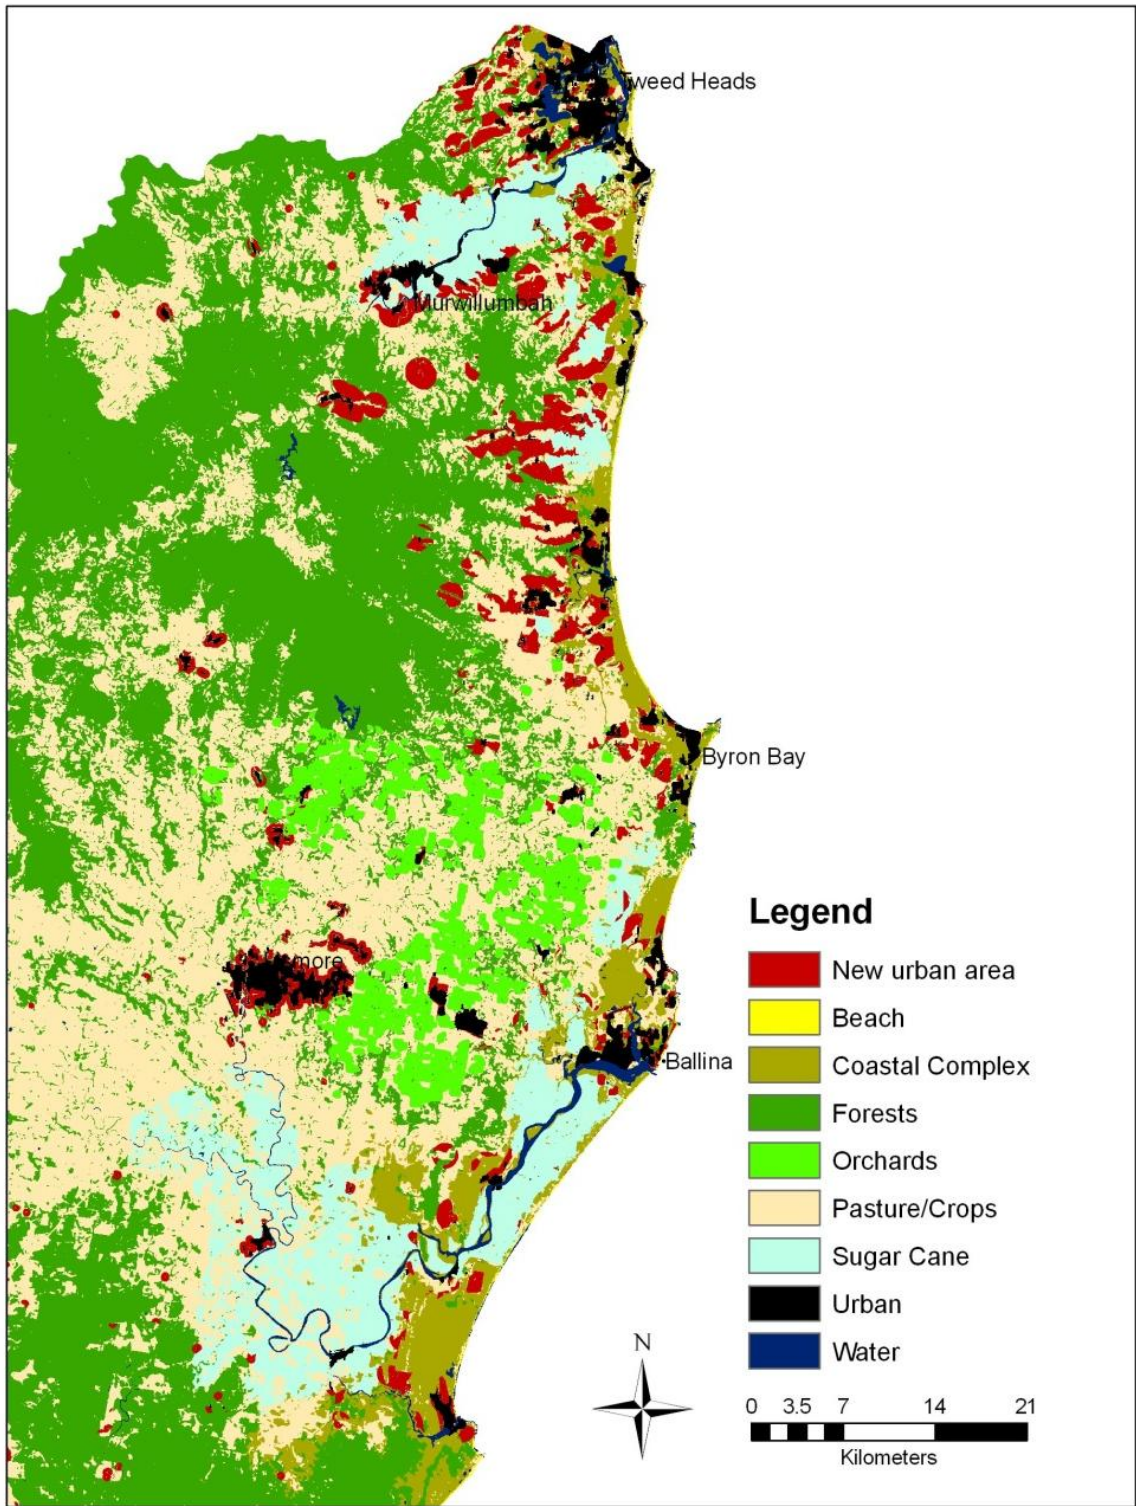 Tweed Heads
Murwillumbah
Byron Bay
more
Ballina
Legend
New urban area
Beach
Coastal Complex
Forests
Orchards
Pasture/Crops
Sugar Cane
Urban
Water
N
0 3.5 7 14 21
Kilometers